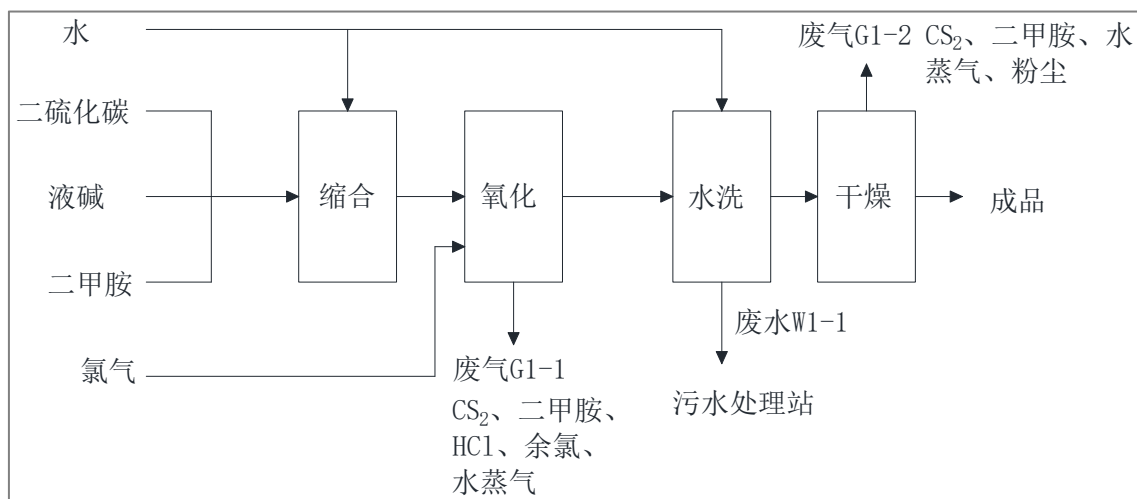 水
废气G1-2 CS₂、二甲胺、水
蒸气、粉尘
二硫化碳
液碱
缩合
氧化
水洗
干燥
成品
二甲胺
废水W1-1
氯气
废气G1-1
CS₂、二甲胺、
HCl、余氯、
水蒸气
污水处理站